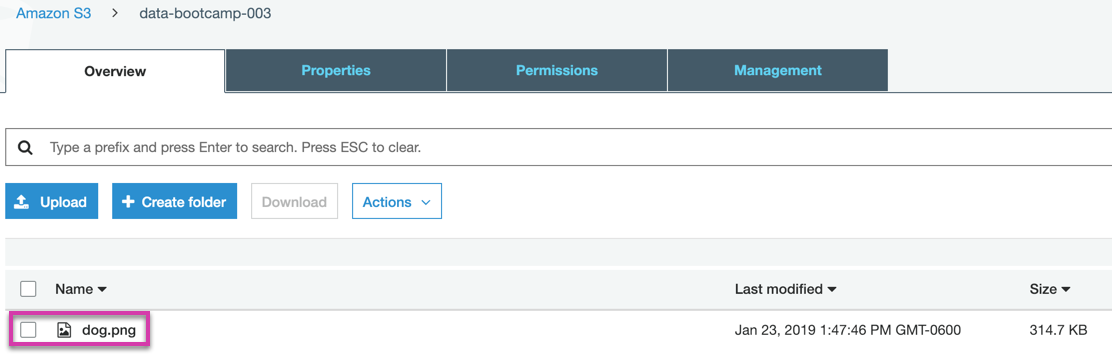 Amazon S3 > data-bootcamp-003
Overview Properties Permissions Management
Type a prefix and press Enter to search. Press ESC to clear.
Upload + Create folder Download Actions
Name Last modified Size
dog.png Jan 23, 2019 1:47:46 PM GMT-0600 314.7 KB